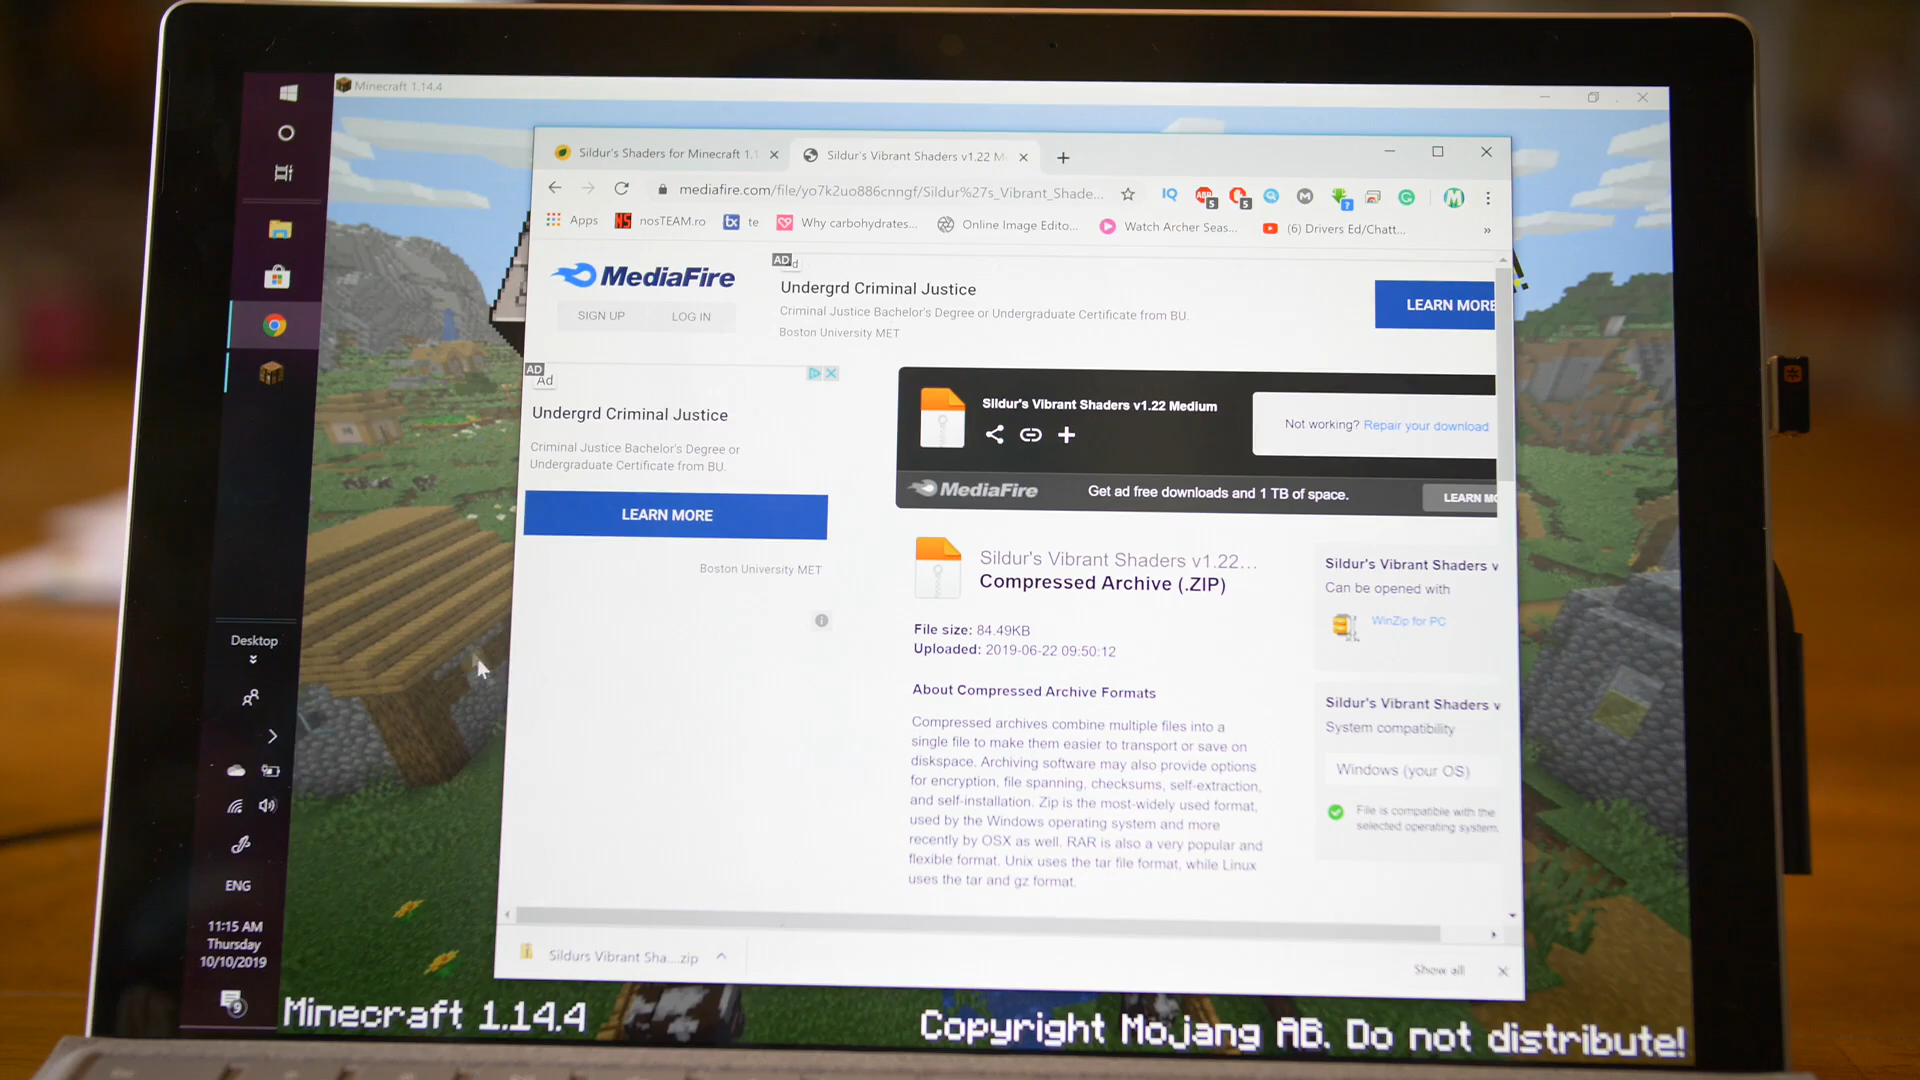 Minecraft 1.14.4
Sildur's Shaders for Minecraft 1.1
Sildur's Vibrant Shaders v1.22 M
mediafire.com/file/yo7k2uo886cnngf/Sildur%27s_Vibrant_Shade...
IQ
ABP
5
5
M
?
G
M
Apps
NS
nosTEAM.ro
bx
te
Why carbohydrates...
Online Image Edito...
Watch Archer Seas...
(6) Drivers Ed/Chatt...
»
MediaFire
SIGN UP
LOG IN
AD
Undergrd Criminal Justice
Criminal Justice Bachelor's Degree or Undergraduate Certificate from BU.
Boston University MET
LEARN MORE
AD
Ad
Undergrd Criminal Justice
Criminal Justice Bachelor's Degree or
Undergraduate Certificate from BU.
LEARN MORE
Boston University MET
Sildur's Vibrant Shaders v1.22 Medium
Not working? Repair your download
MediaFire
Get ad free downloads and 1 TB of space.
LEARN MO
Sildur's Vibrant Shaders v1.22...
Compressed Archive (.ZIP)
File size: 84.49KB
Uploaded: 2019-06-22 09:50:12
About Compressed Archive Formats
Compressed archives combine multiple files into a
single file to make them easier to transport or save on
diskspace. Archiving software may also provide options
for encryption, file spanning, checksums, self-extraction,
and self-installation. Zip is the most-widely used format,
used by the Windows operating system and more
recently by OSX as well. RAR is also a very popular and
flexible format. Unix uses the tar file format, while Linux
uses the tar and gz format.
Sildur's Vibrant Shaders v
Can be opened with
WinZip for PC
Sildur's Vibrant Shaders v
System compatibility
Windows (your OS)
File is compatible with the
selected operating system.
Sildurs Vibrant Sha....zip
Show all
Desktop
ENG
11:15 AM
Thursday
10/10/2019
9
Minecraft 1.14.4
Copyright Mojang AB. Do not distribute!